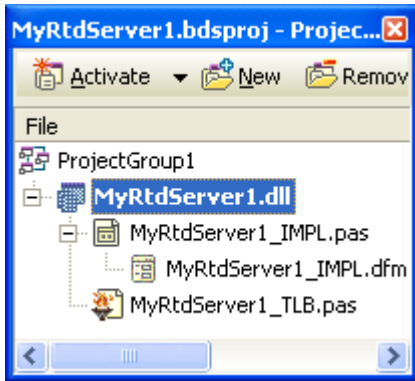 MyRtdServer1.bdsproj - Projec...
Activate New Remov
File
ProjectGroup1
MyRtdServer1.dll
MyRtdServer1_IMPL.pas
MyRtdServer1_IMPL.dfm
MyRtdServer1_TLB.pas